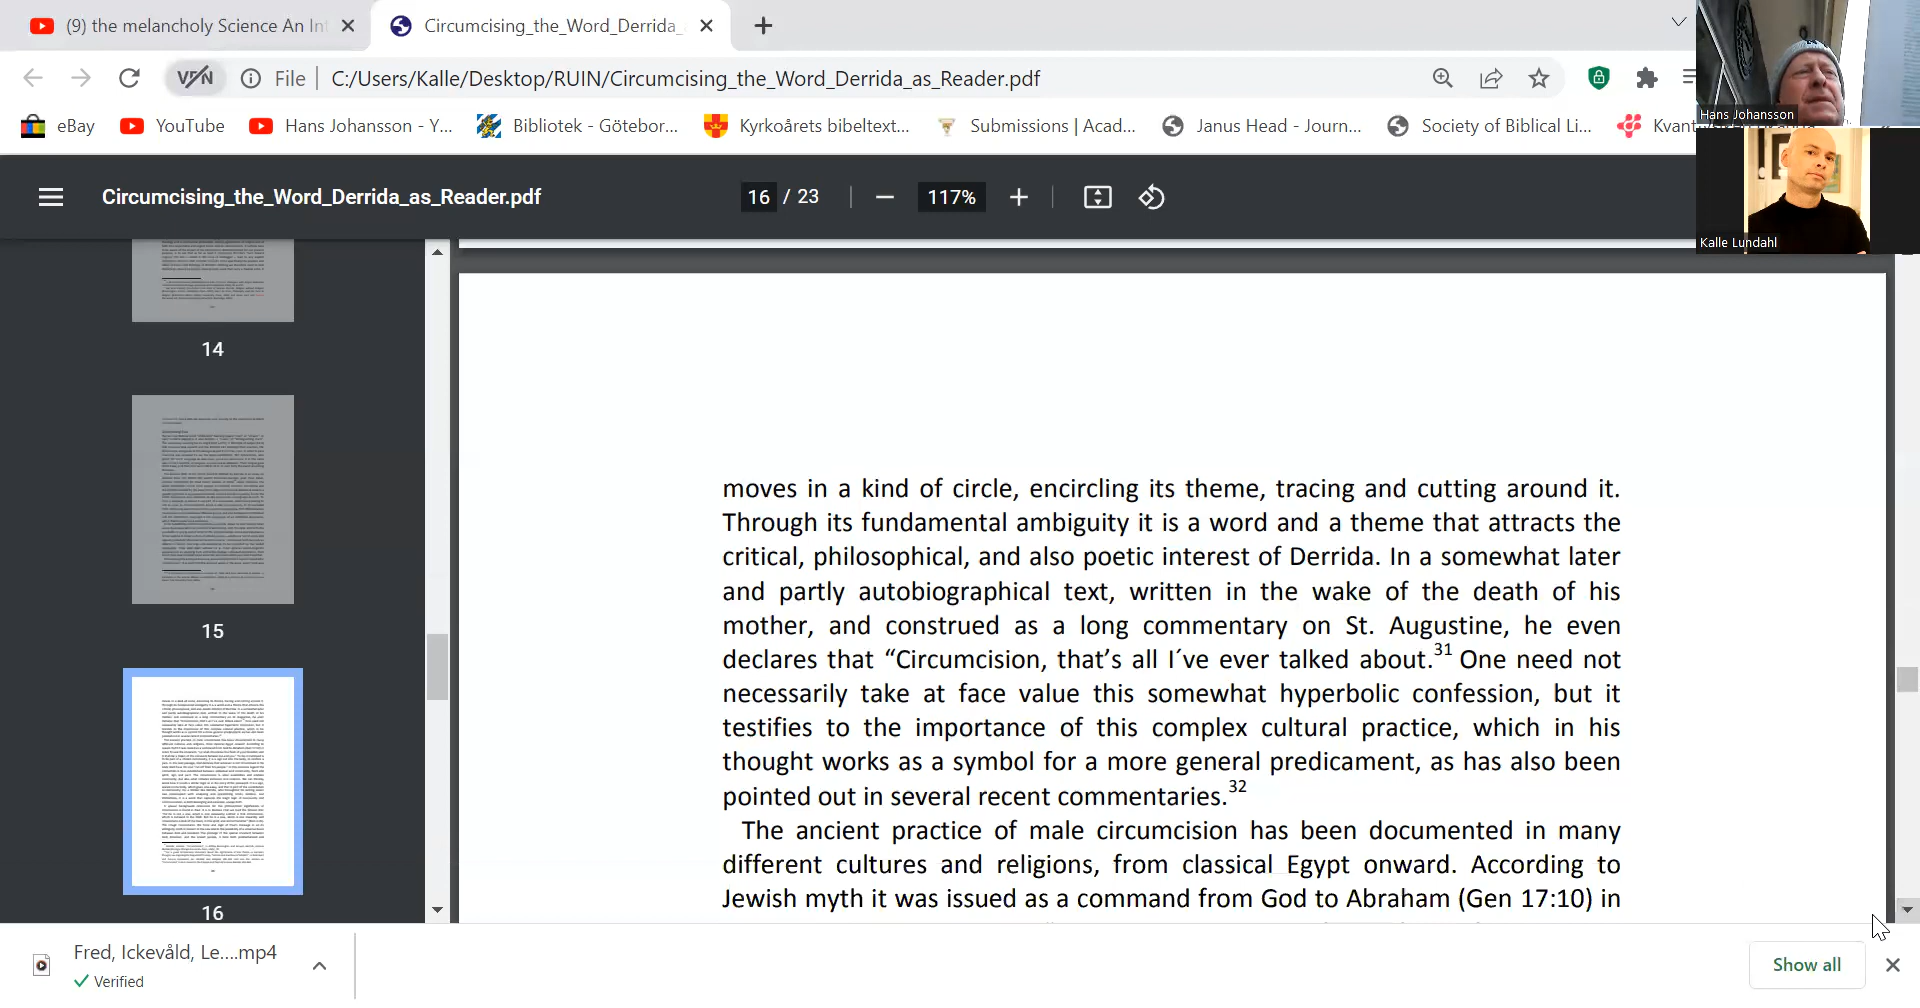 (9) the melancholy Science An Int
Circumcising_the_Word_Derrida_
VPN
File
C:/Users/Kalle/Desktop/RUIN/Circumcising_the_Word_Derrida_as_Reader.pdf
eBay
YouTube
Hans Johansson - Y...
Bibliotek - Götebor...
Kyrkoårets bibeltext...
Submissions | Acad...
Janus Head - Journ...
Society of Biblical Li...
Hans Johansson
Kalle Lundahl
Circumcising_the_Word_Derrida_as_Reader.pdf
16 / 23
117%
14
15
16
moves in a kind of circle, encircling its theme, tracing and cutting around it.
Through its fundamental ambiguity it is a word and a theme that attracts the
critical, philosophical, and also poetic interest of Derrida. In a somewhat later
and partly autobiographical text, written in the wake of the death of his
mother, and construed as a long commentary on St. Augustine, he even
declares that “Circumcision, that’s all I´ve ever talked about.31 One need not
necessarily take at face value this somewhat hyperbolic confession, but it
testifies to the importance of this complex cultural practice, which in his
thought works as a symbol for a more general predicament, as has also been
pointed out in several recent commentaries.32
The ancient practice of male circumcision has been documented in many
different cultures and religions, from classical Egypt onward. According to
Jewish myth it was issued as a command from God to Abraham (Gen 17:10) in
Fred, Ickevåld, Le....mp4
Verified
Show all